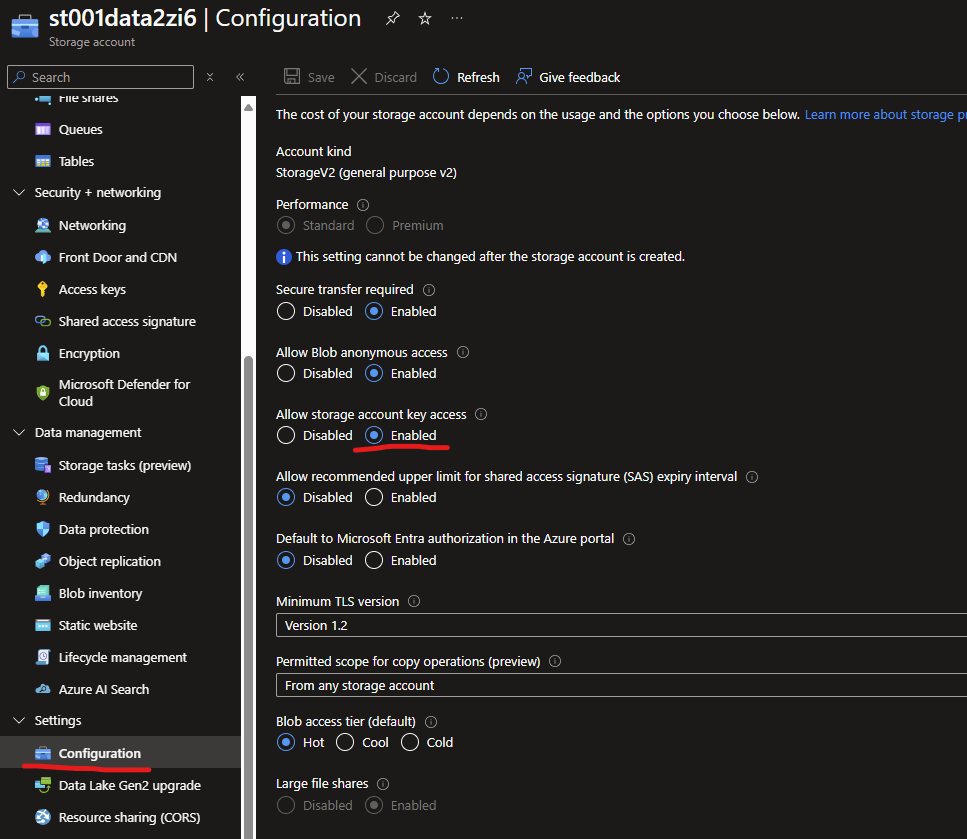 st001data2zi6 | Configuration
Storage account
Search
File shares
Queues
Tables
Security + networking
Networking
Front Door and CDN
Access keys
Shared access signature
Encryption
Microsoft Defender for
Cloud
Data management
Storage tasks (preview)
Redundancy
Data protection
Object replication
Blob inventory
Static website
Lifecycle management
Azure AI Search
Settings
Configuration
Data Lake Gen2 upgrade
Resource sharing (CORS)
Save Discard Refresh Give feedback
The cost of your storage account depends on the usage and the options you choose below. Learn more about storage
Account kind
StorageV2 (general purpose v2)
Performance
Standard Premium
This setting cannot be changed after the storage account is created.
Secure transfer required
Disabled Enabled
Allow Blob anonymous access
Disabled Enabled
Allow storage account key access
Disabled Enabled
Allow recommended upper limit for shared access signature (SAS) expiry interval
Disabled Enabled
Default to Microsoft Entra authorization in the Azure portal
Disabled Enabled
Minimum TLS version
Version 1.2
Permitted scope for copy operations (preview)
From any storage account
Blob access tier (default)
Hot Cool Cold
Large file shares
Disabled Enabled